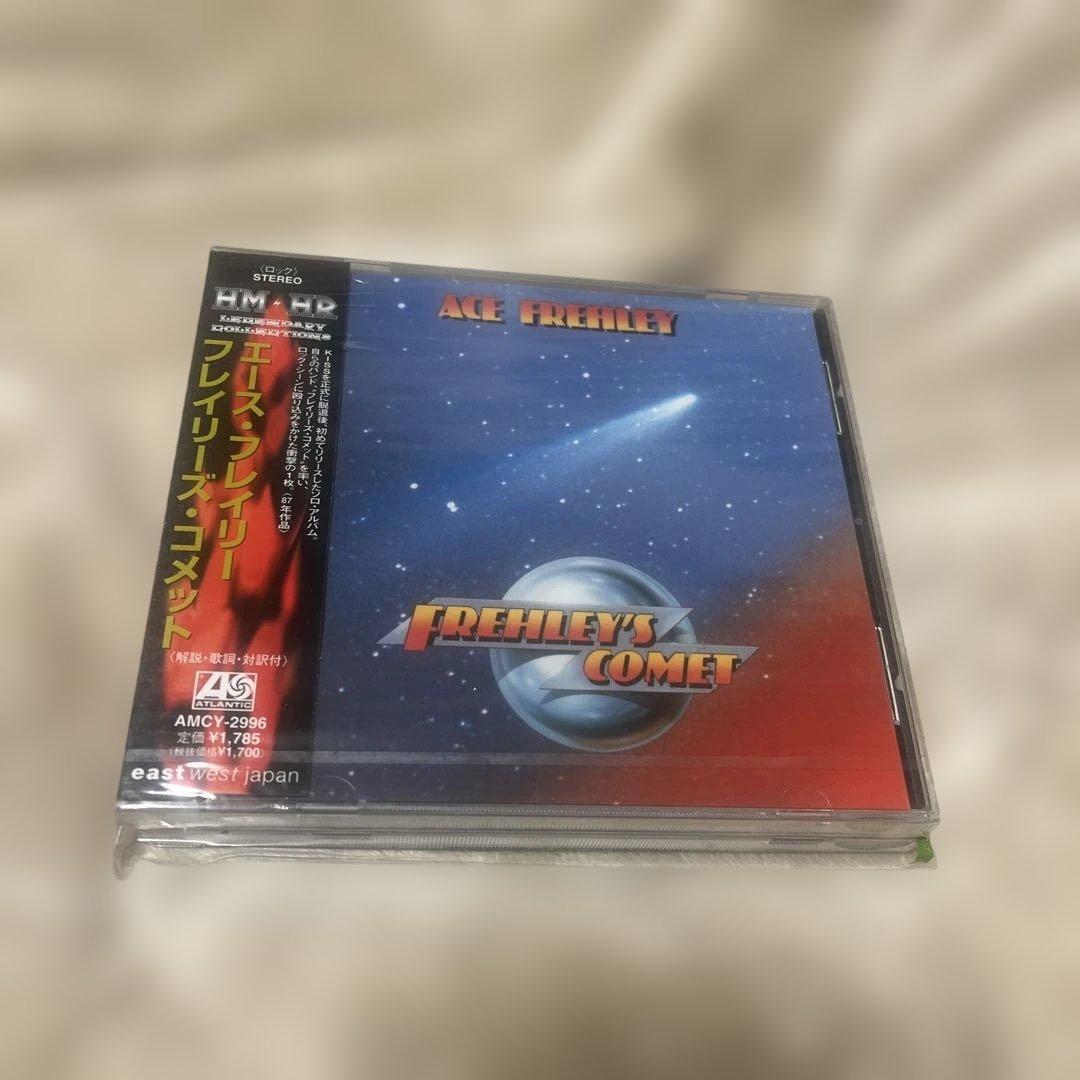 〈ロック〉
STEREO
HM HR
LEGENDARY
COLLECTIONS
エース・フレイリー
フレイリーズ・コメット
KISSを正式に脱退後、初めてリリースしたソロ・アルバム。
自らのバンド、“フレイリーズ・コメット”を率い、
ロック・シーンに殴り込みをかけた衝撃の1枚。〈87年作品〉
〈解説・歌詞・対訳付〉
ATLANTIC
AMCY-2996
定価 ¥1,785
(税抜価格¥1,700)
east west japan
ACE FREHLEY
FREHLEY'S
COMET